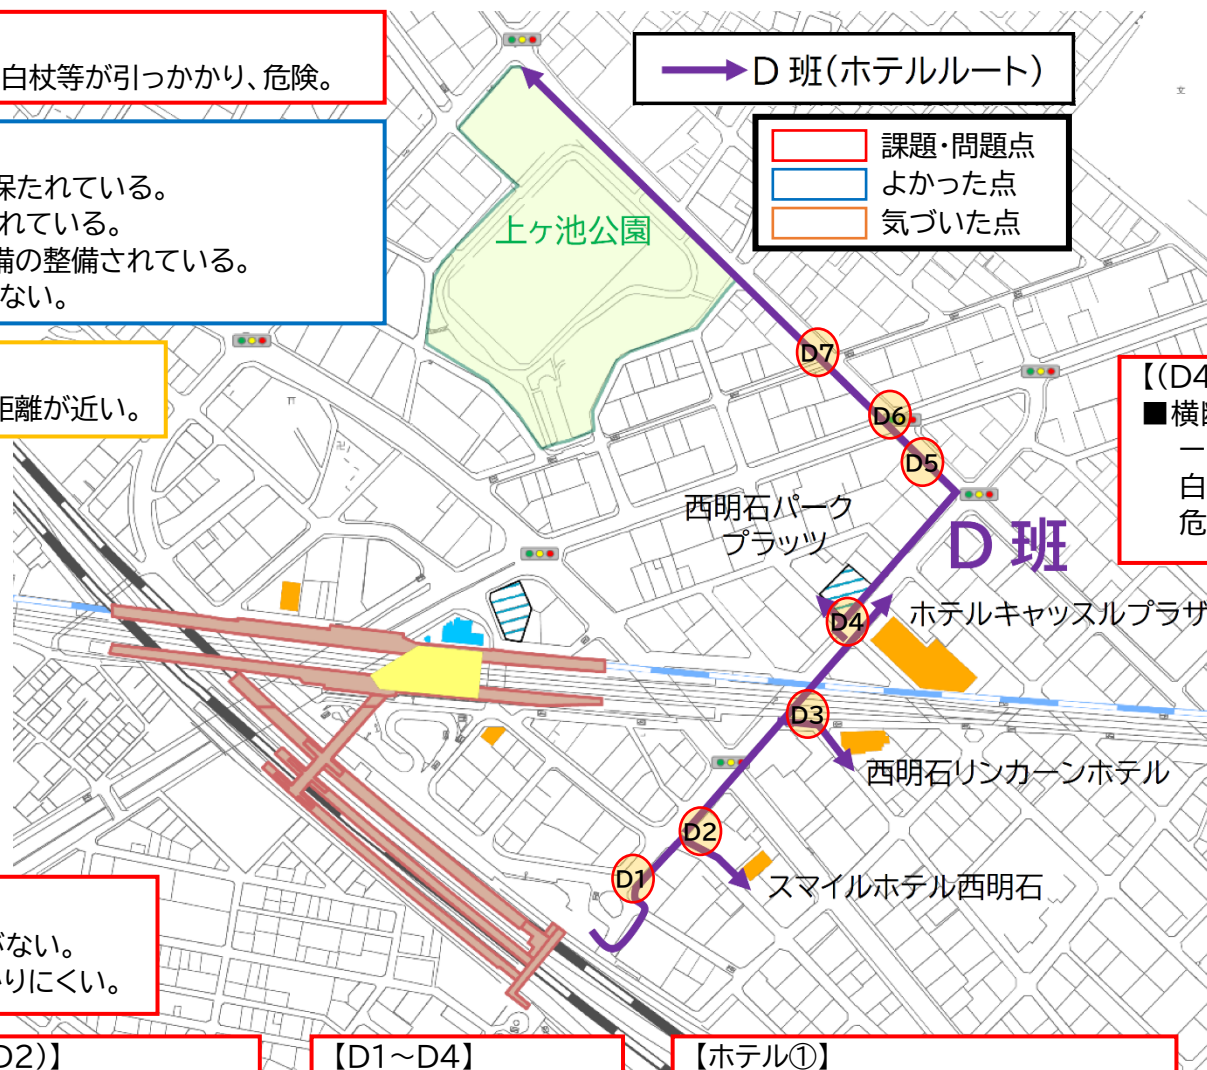 白杖等が引っかかり、危険。
D 班(ホテルルート)
課題・問題点
よかった点
気づいた点
保たれている。
れている。
備の整備されている。
ない。
上ヶ池公園
距離が近い。
D7
D6
D5
【(D4
■横断
一
白
危
西明石パーク
プラッツ
D 班
D4
ホテルキャッスルプラザ
D3
西明石リンカーンホテル
D2
D1
スマイルホテル西明石
がない。
かりにくい。
D2)】
【D1~D4】
【ホテル①】
文